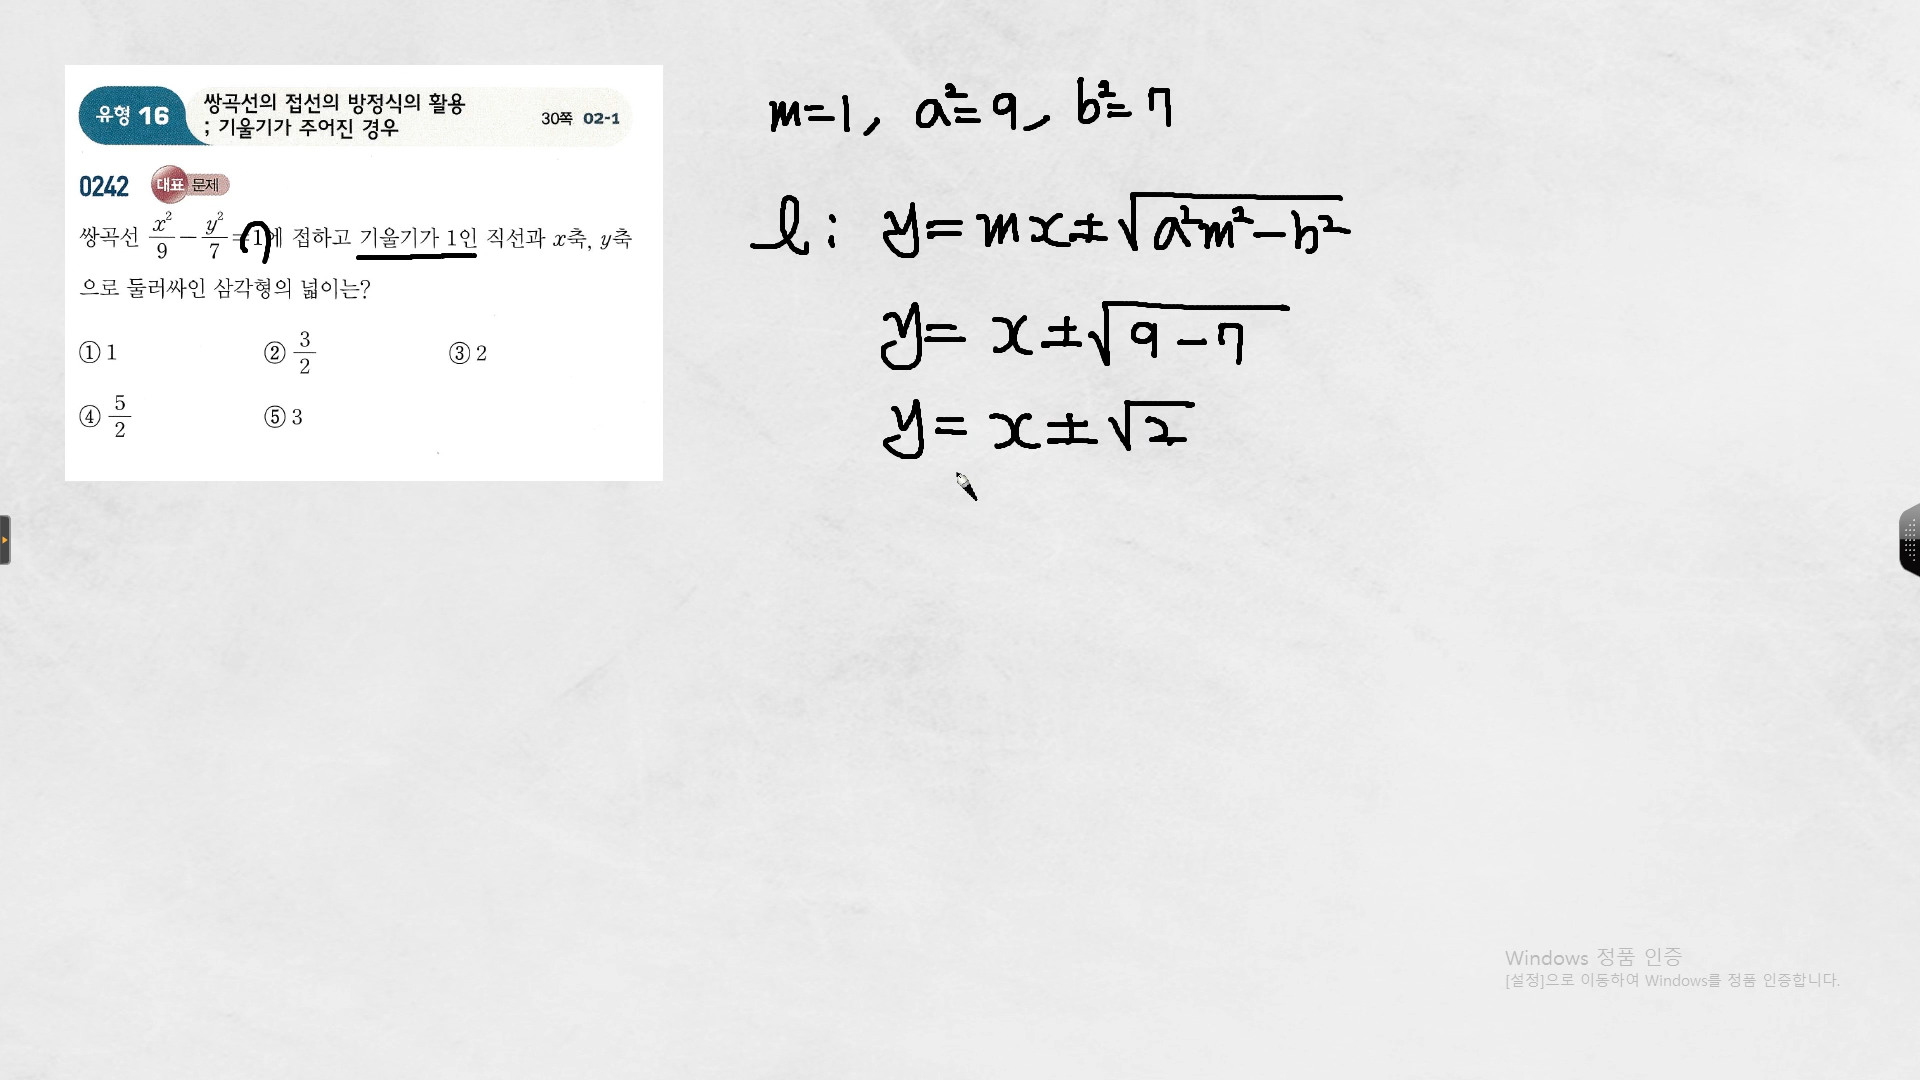 유형 16 쌍곡선의 접선의 방정식의 활용
; 기울기가 주어진 경우
30쪽 02-1
0242 대표 문제
쌍곡선 x²/9 − y²/7 = 1에 접하고 기울기가 1인 직선과 x축, y축
으로 둘러싸인 삼각형의 넓이는?
① 1 ② 3/2 ③ 2
④ 5/2 ⑤ 3
m=1, a²=9, b²=7
l : y = mx ± √(a²m² − b²)
y = x ± √(9 − 7)
y = x ± √2
Windows 정품 인증
[설정]으로 이동하여 Windows를 정품 인증합니다.